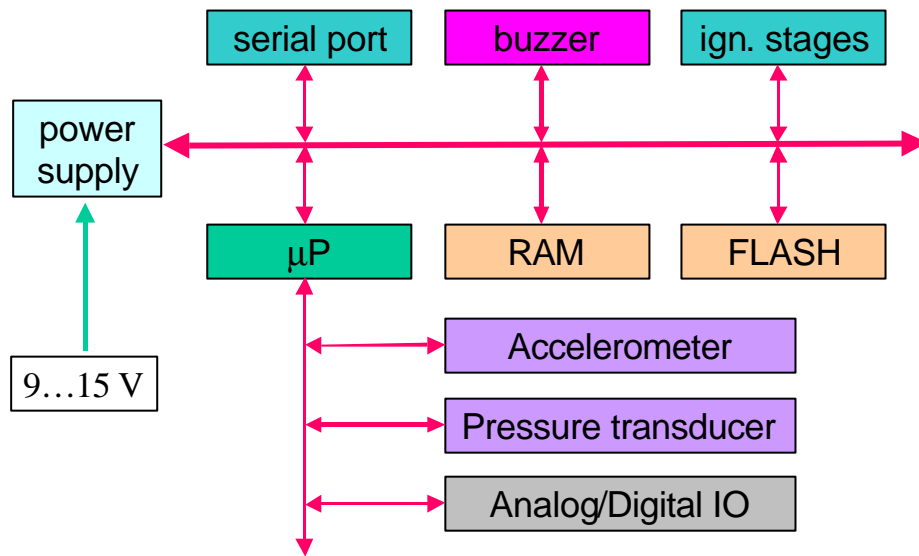 serial port
buzzer
ign. stages
power
supply
μP
RAM
FLASH
Accelerometer
9…15 V
Pressure transducer
Analog/Digital IO